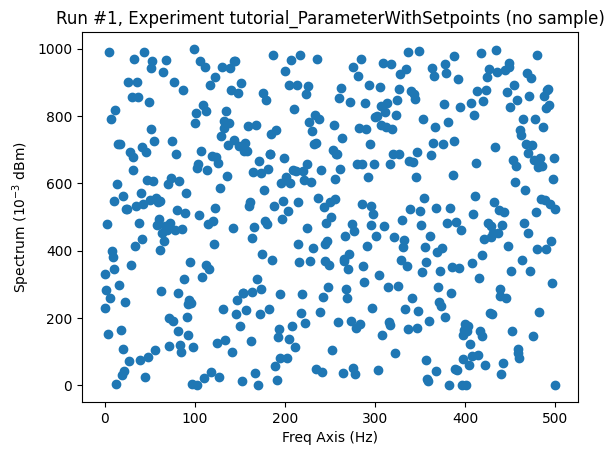 Run #1, Experiment tutorial_ParameterWithSetpoints (no sample)
1000
800
600
400
200
0
Spectrum (10⁻³ dBm)
0 100 200 300 400 500
Freq Axis (Hz)